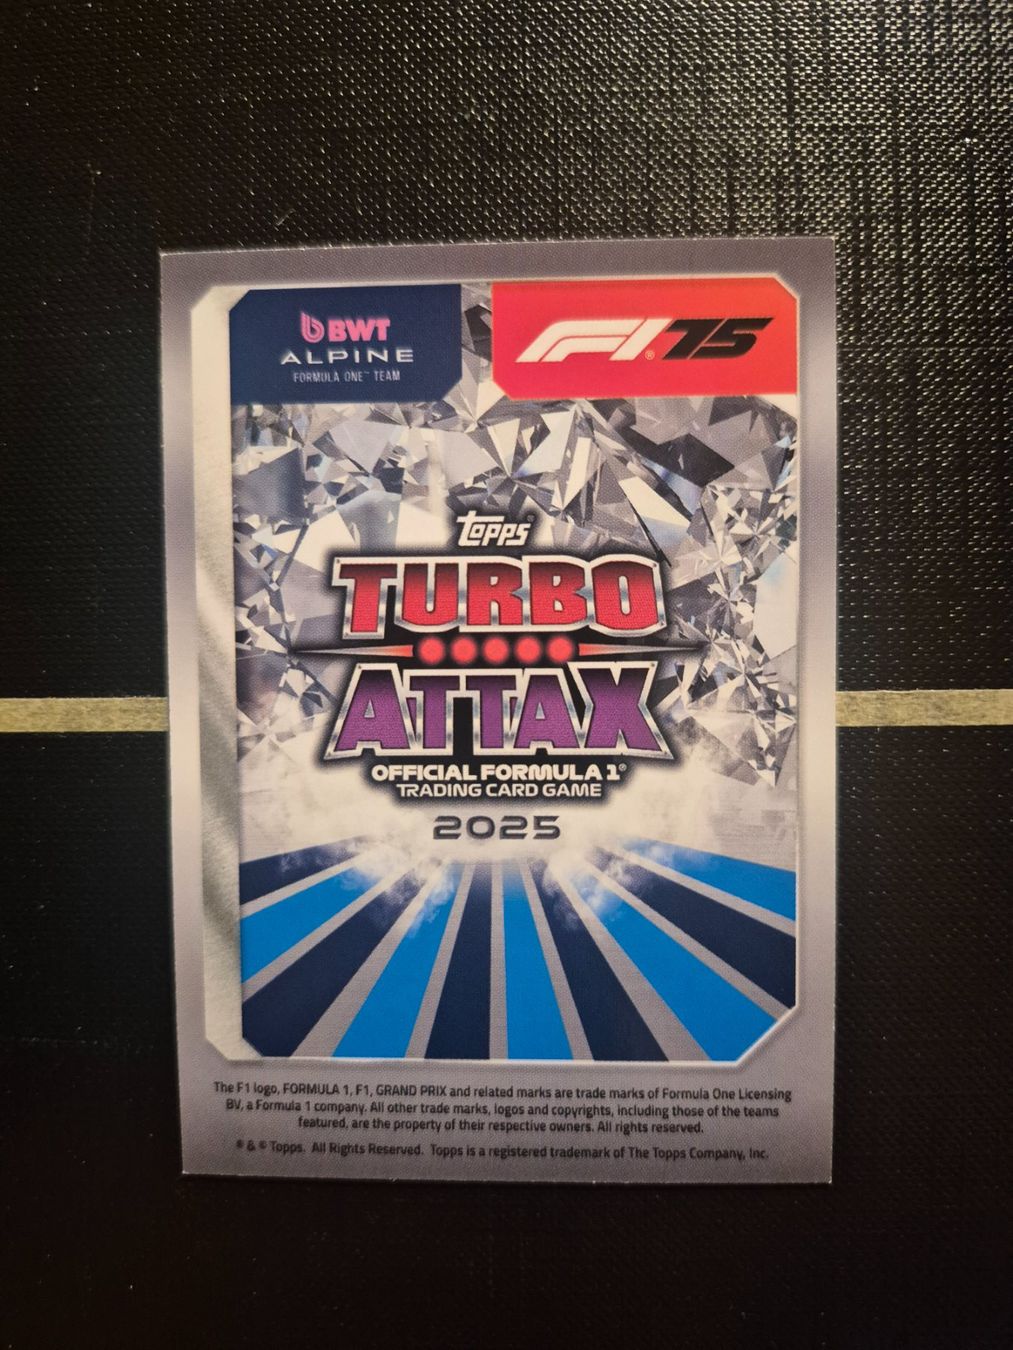 BWT
ALPINE
FORMULA ONE™ TEAM
F1® 75
Topps®
TURBO
ATTAX
OFFICIAL FORMULA 1®
TRADING CARD GAME
2025
The F1 logo, FORMULA 1, F1, GRAND PRIX and related marks are trade marks of Formula One Licensing
BV, a Formula 1 company. All other trade marks, logos and copyrights, including those of the teams
featured, are the property of their respective owners. All rights reserved.
® & © Topps. All Rights Reserved. Topps is a registered trademark of The Topps Company, Inc.